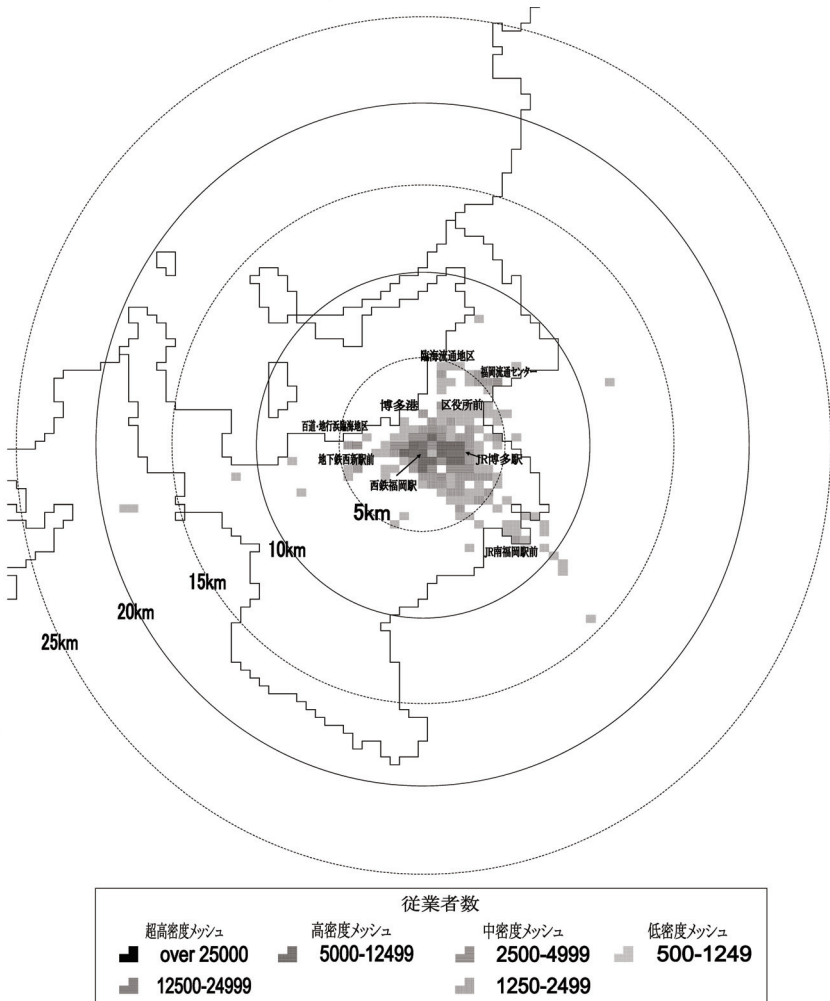 臨海流通地区
福岡流通センター
博多港
区役所前
百道・地行浜臨海地区
地下鉄西新駅前
JR博多駅
西鉄福岡駅
5km
10km
JR南福岡駅前
15km
20km
25km
従業者数
超高密度メッシュ 高密度メッシュ 中密度メッシュ 低密度メッシュ
over 25000 5000-12499 2500-4999 500-1249
12500-24999 1250-2499